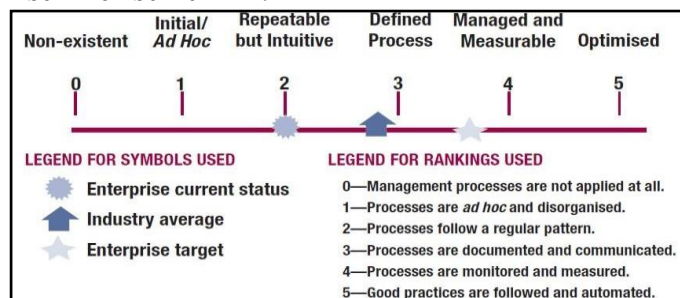 Non-existent
Initial/
Ad Hoc
Repeatable
but Intuitive
Defined
Process
Managed and
Measurable
Optimised
0 1 2 3 4 5
LEGEND FOR SYMBOLS USED
Enterprise current status
Industry average
Enterprise target
LEGEND FOR RANKINGS USED
0—Management processes are not applied at all.
1—Processes are ad hoc and disorganised.
2—Processes follow a regular pattern.
3—Processes are documented and communicated.
4—Processes are monitored and measured.
5—Good practices are followed and automated.